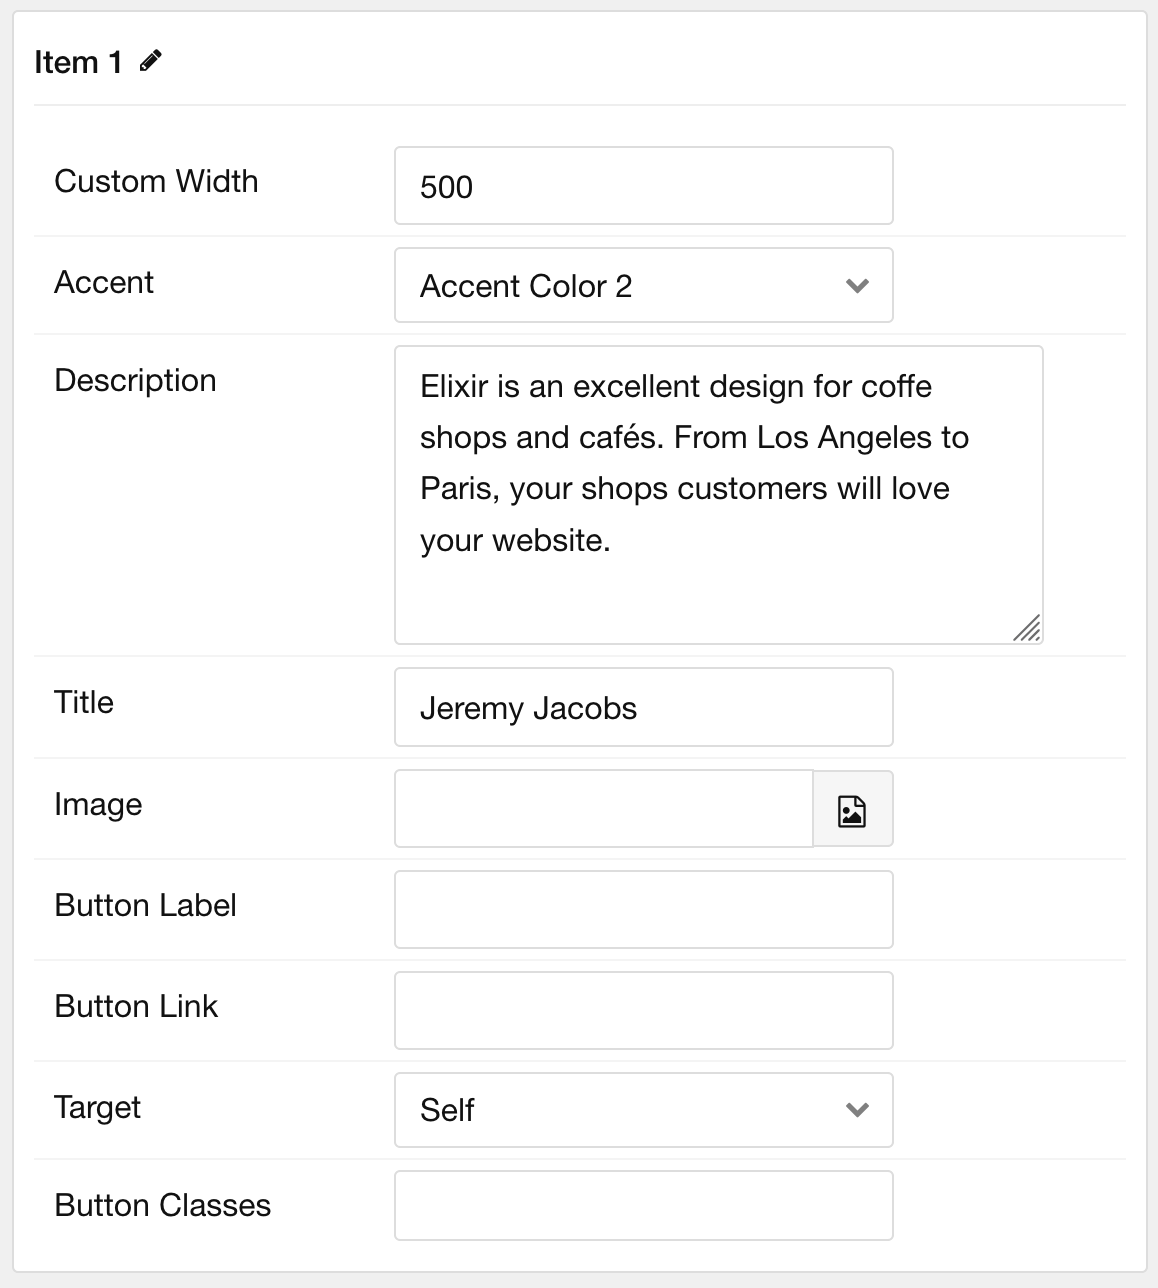 Item 1
Custom Width
500
Accent
Accent Color 2
Description
Elixir is an excellent design for coffe
shops and cafés. From Los Angeles to
Paris, your shops customers will love
your website.
Title
Jeremy Jacobs
Image
Button Label
Button Link
Target
Self
Button Classes